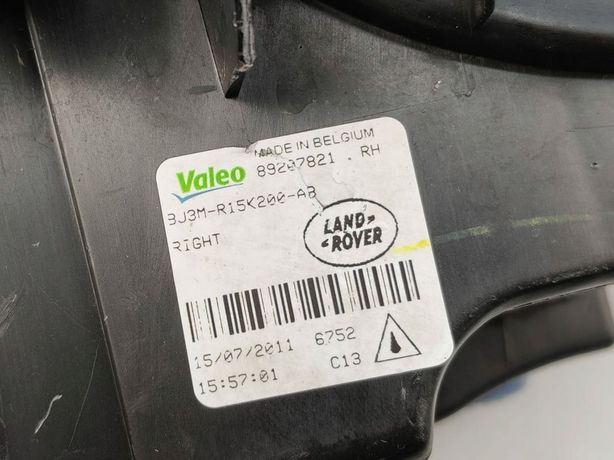 MADE IN BELGIUM
Valeo 89207821 . RH
BJ3M-R15K200-AB
RIGHT
LAND-
-ROVER
15/07/2011 6752
15:57:01 C13